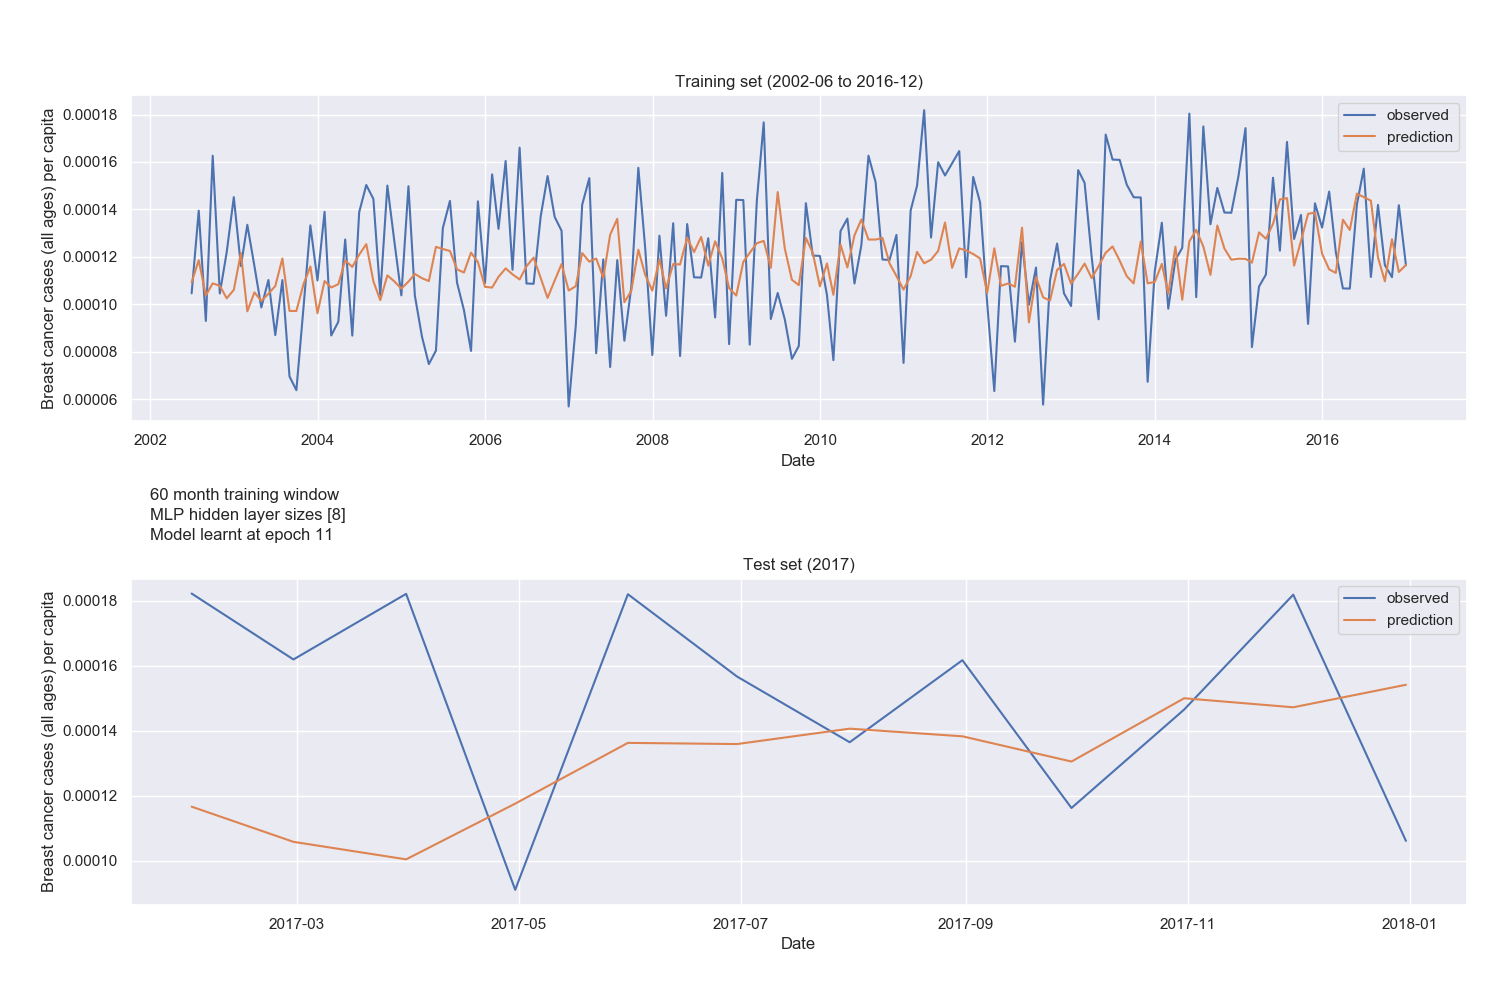 Training set (2002-06 to 2016-12)
Breast cancer cases (all ages) per capita
0.00018
0.00016
0.00014
0.00012
0.00010
0.00008
0.00006
observed
prediction
2002 2004 2006 2008 2010 2012 2014 2016
Date
60 month training window
MLP hidden layer sizes [8]
Model learnt at epoch 11
Test set (2017)
Breast cancer cases (all ages) per capita
0.00018
0.00016
0.00014
0.00012
0.00010
observed
prediction
2017-03 2017-05 2017-07 2017-09 2017-11 2018-01
Date